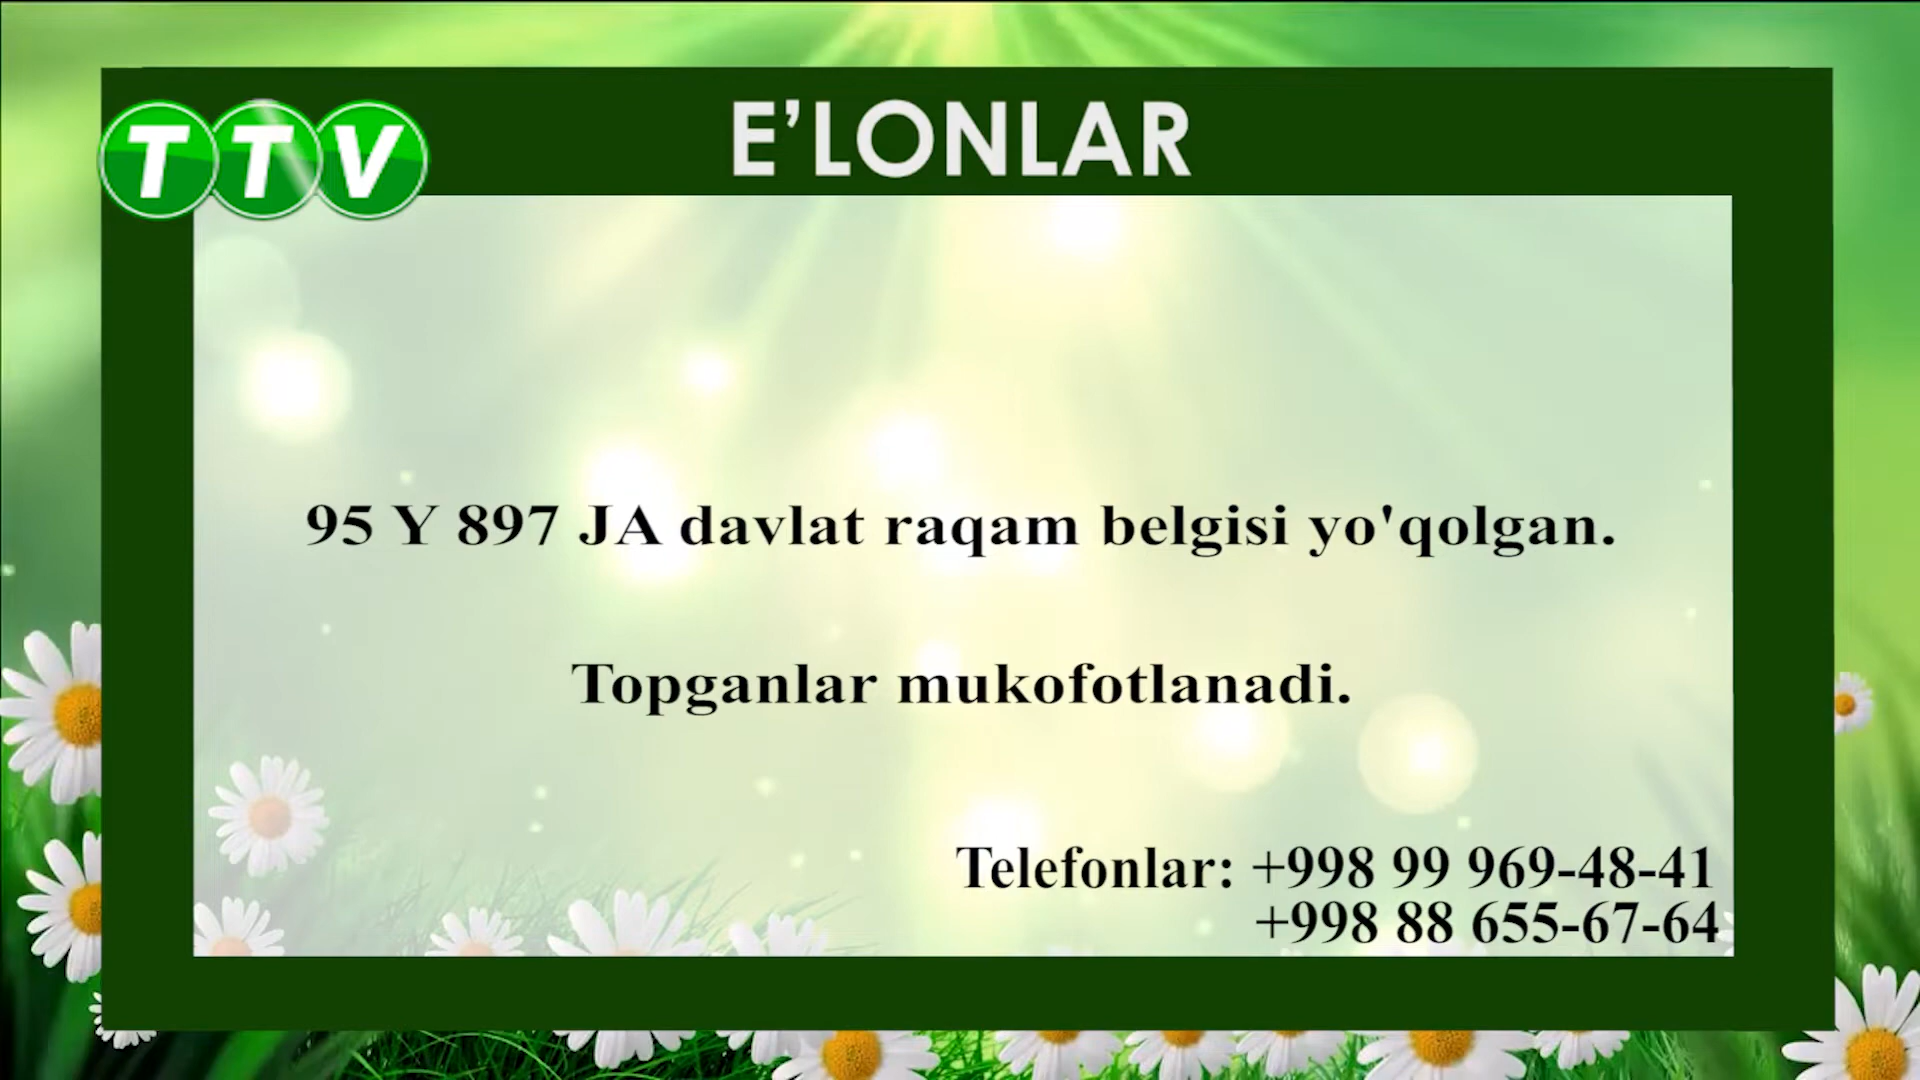 TTV
E’LONLAR
95 Y 897 JA davlat raqam belgisi yo'qolgan.
Topganlar mukofotlanadi.
Telefonlar: +998 99 969-48-41
+998 88 655-67-64